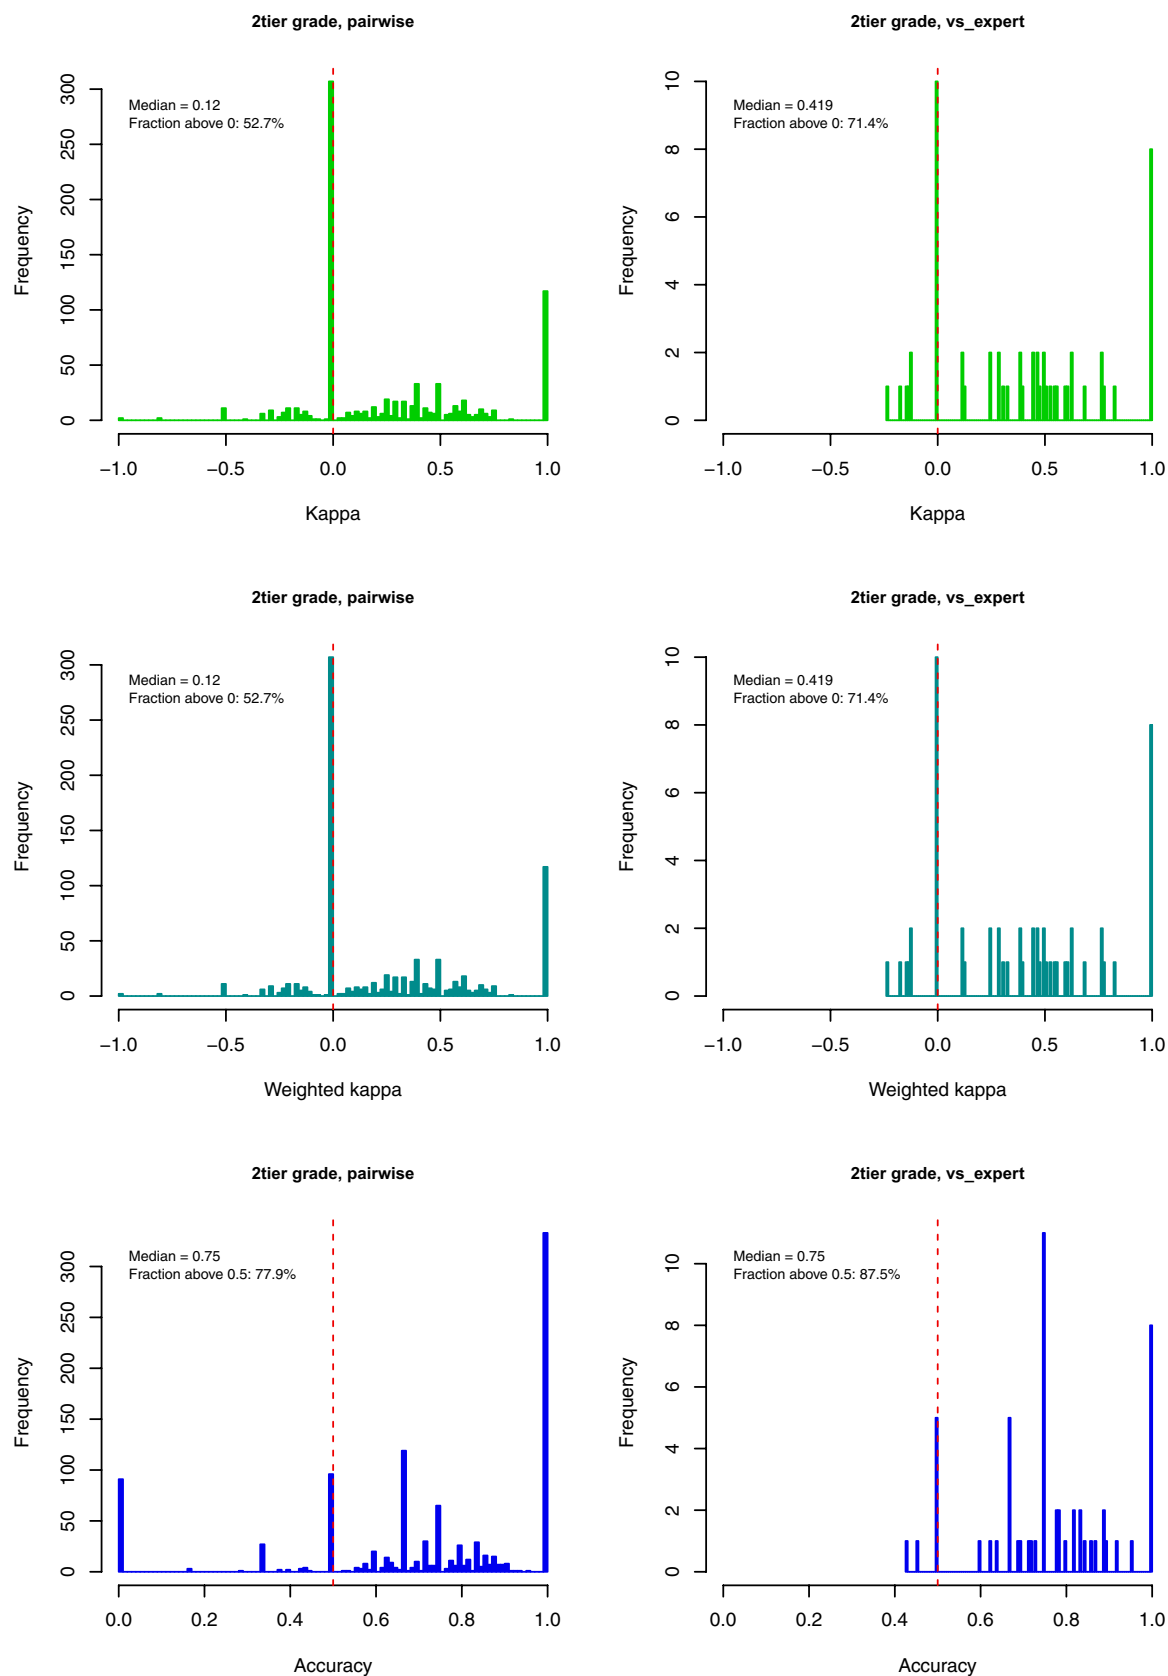 2tier grade, pairwise
Median = 0.12
Fraction above 0: 52.7%
Frequency
0 50 100 150 200 250 300
−1.0 −0.5 0.0 0.5 1.0
Kappa
2tier grade, vs_expert
Median = 0.419
Fraction above 0: 71.4%
Frequency
0 2 4 6 8 10
−1.0 −0.5 0.0 0.5 1.0
Kappa
2tier grade, pairwise
Median = 0.12
Fraction above 0: 52.7%
Frequency
0 50 100 150 200 250 300
−1.0 −0.5 0.0 0.5 1.0
Weighted kappa
2tier grade, vs_expert
Median = 0.419
Fraction above 0: 71.4%
Frequency
0 2 4 6 8 10
−1.0 −0.5 0.0 0.5 1.0
Weighted kappa
2tier grade, pairwise
Median = 0.75
Fraction above 0.5: 77.9%
Frequency
0 50 100 150 200 250 300
0.0 0.2 0.4 0.6 0.8 1.0
Accuracy
2tier grade, vs_expert
Median = 0.75
Fraction above 0.5: 87.5%
Frequency
0 2 4 6 8 10
0.0 0.2 0.4 0.6 0.8 1.0
Accuracy